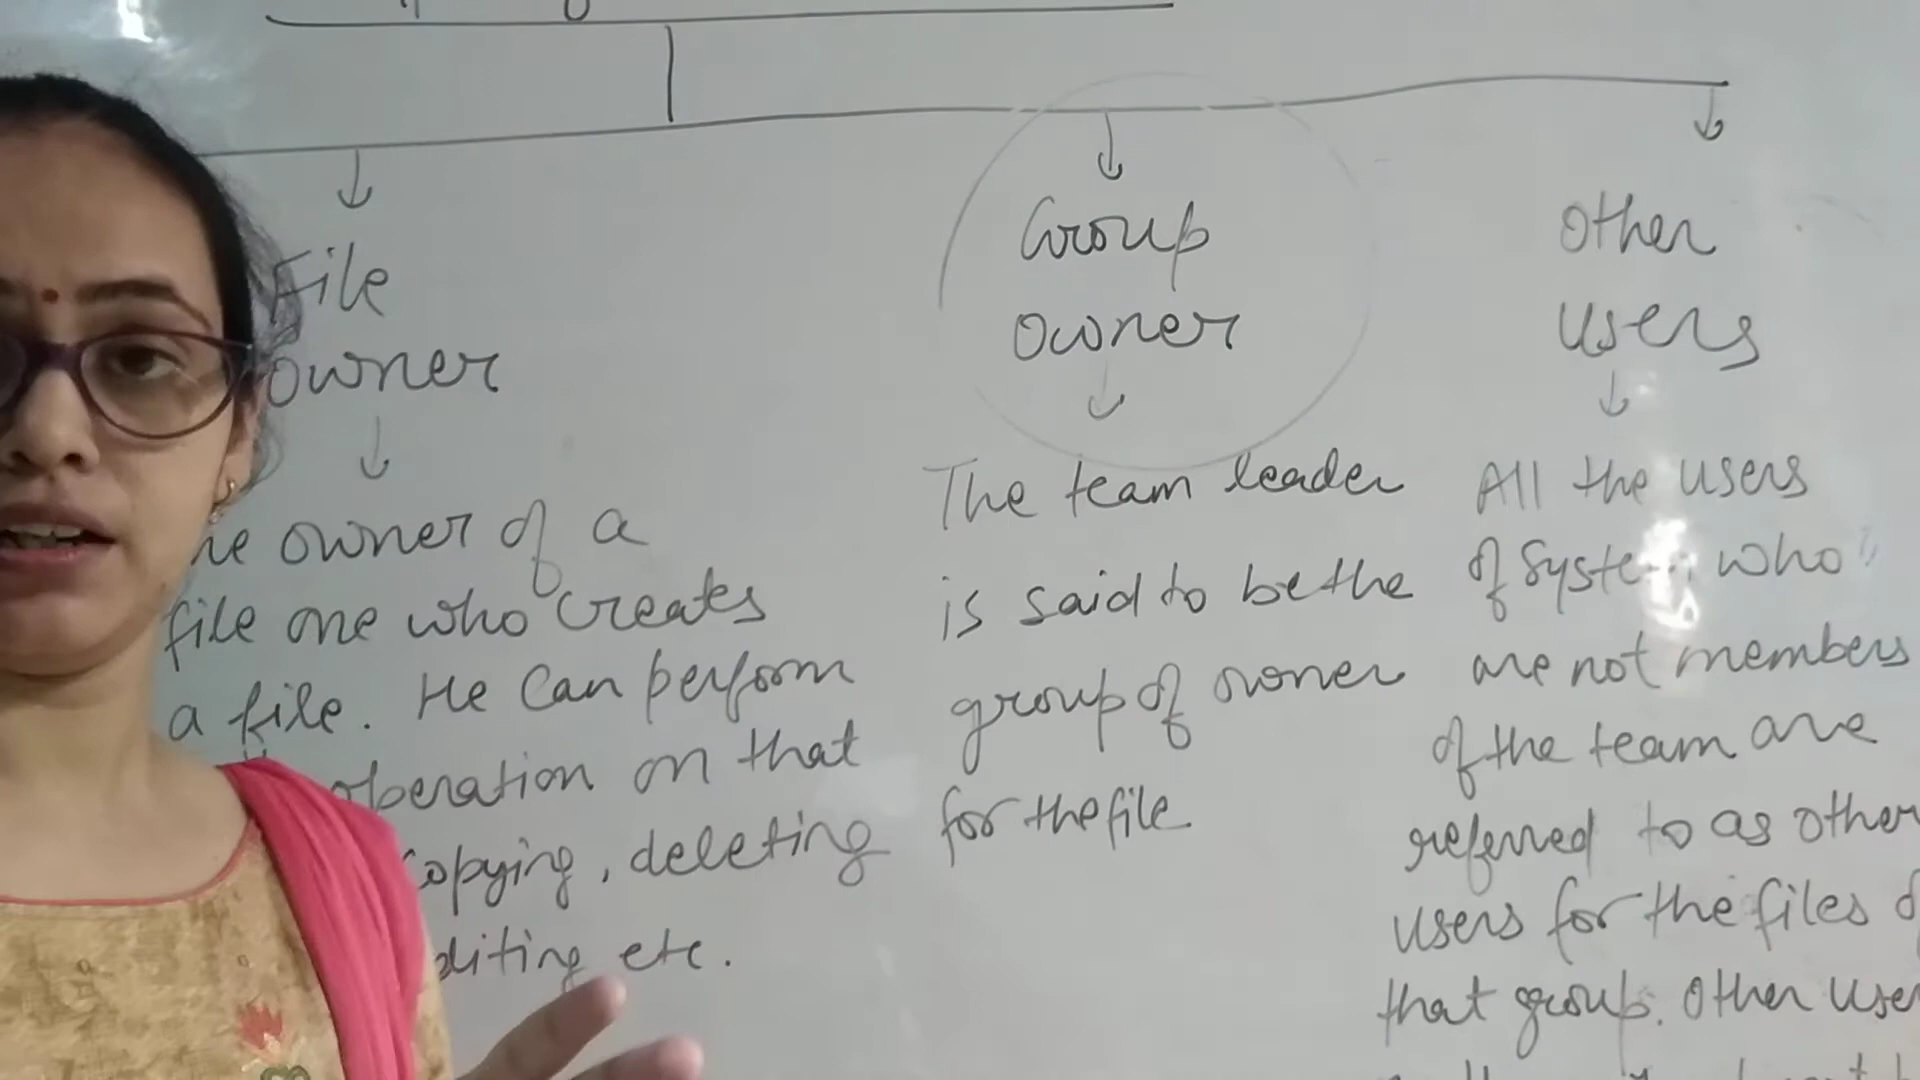 File
Owner
owner of a
file one who creates
a file. He can perform
operation on that
copying, deleting
diting etc.
Group
Owner
The team leader
is said to be the
group of owner
for the file
Other
Users
All the users
of System who
are not members
of the team are
referred to as other
users for the files of
that group. Other use